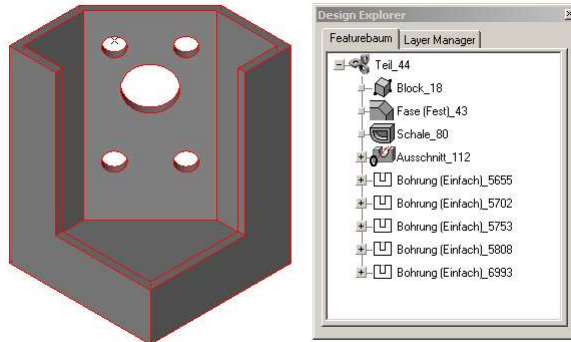 Design Explorer
Featurebaum Layer Manager
Teil_44
Block_18
Fase (Fest)_43
Schale_80
Ausschnitt_112
Bohrung (Einfach)_5655
Bohrung (Einfach)_5702
Bohrung (Einfach)_5753
Bohrung (Einfach)_5808
Bohrung (Einfach)_6993